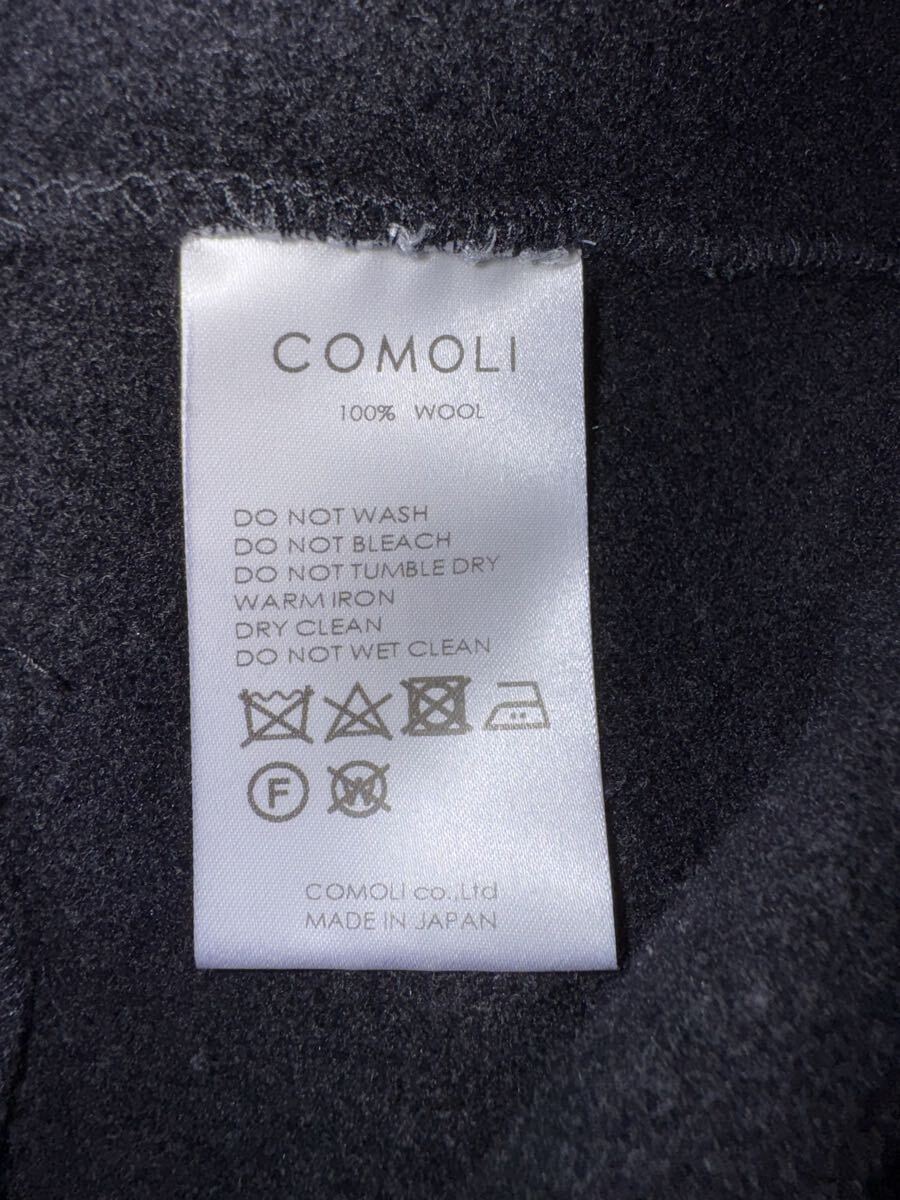 COMOLI
100% WOOL
DO NOT WASH
DO NOT BLEACH
DO NOT TUMBLE DRY
WARM IRON
DRY CLEAN
DO NOT WET CLEAN
F W
COMOLI co.,Ltd
MADE IN JAPAN